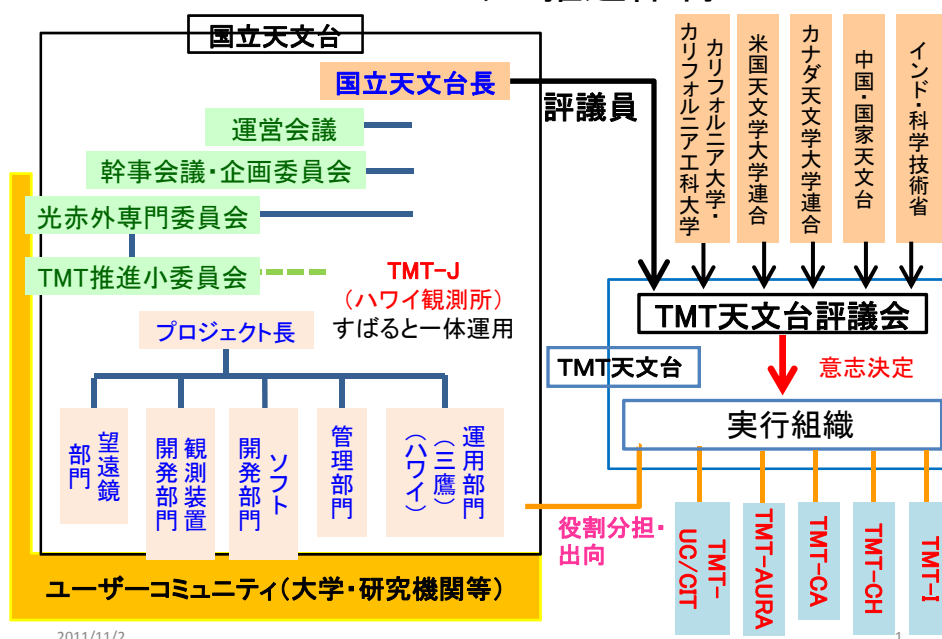 国立天文台
国立天文台長
運営会議
幹事会議・企画委員会
光赤外専門委員会
TMT推進小委員会
TMT-J
(ハワイ観測所)
すばると一体運用
プロジェクト長
望遠鏡
部門
観測装置
開発部門
ソフト
開発部門
管理部門
運用部門
(三鷹)
(ハワイ)
ユーザーコミュニティ(大学・研究機関等)
評議員
カリフォルニア大学・
カリフォルニア工科大学
米国天文学大学連合
カナダ天文学大学連合
中国・国家天文台
インド・科学技術省
TMT天文台評議会
TMT天文台
意志決定
実行組織
役割分担・
出向
TMT-
UC/CIT
TMT-AURA
TMT-CA
TMT-CH
TMT-I
2011/11/2
1